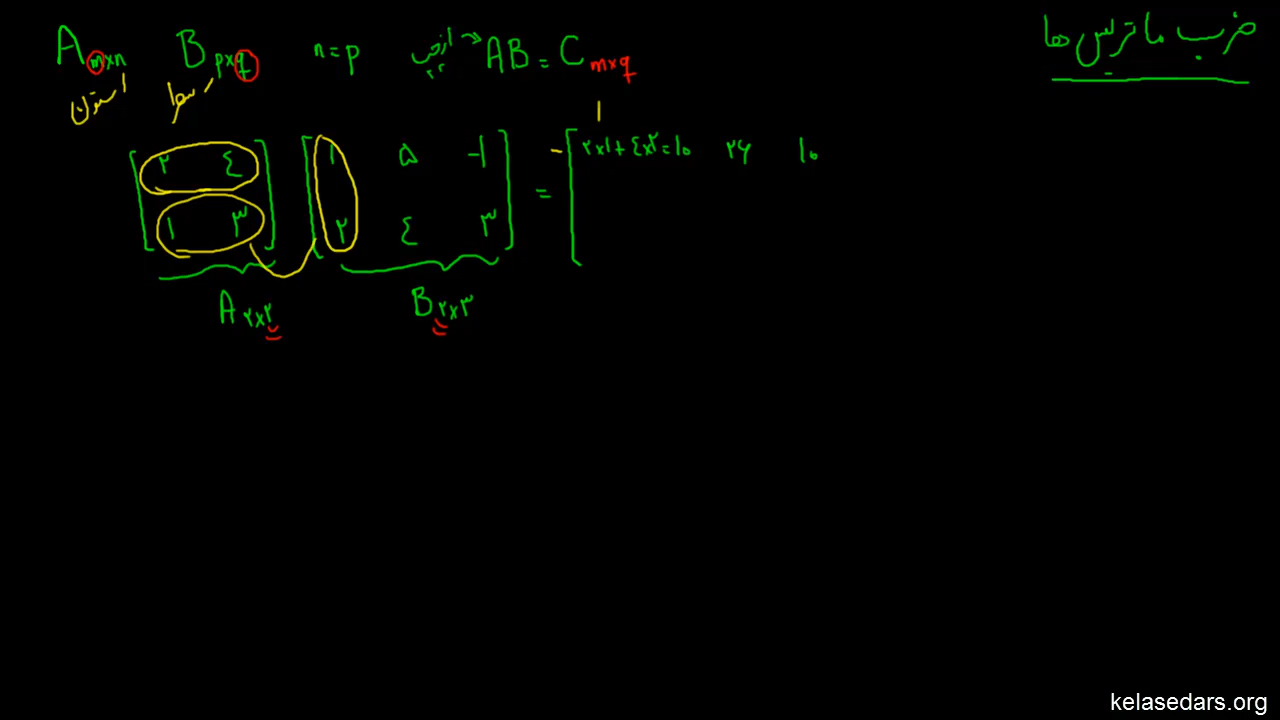 ضرب ماتریس ها
A m×n B p×q n=p از چپ AB = C m×q
ستون سطر
۱
[ ۲ ٤ ] [ ۱ ۵ -۱ ] = - [ ۲×۱+٤×۲=۱۰ ۲۶ ۱۰
[ ۱ ۳ ] [ ۲ ٤ ۳ ]
A ۲×۲ B ۲×۳
kelasedars.org